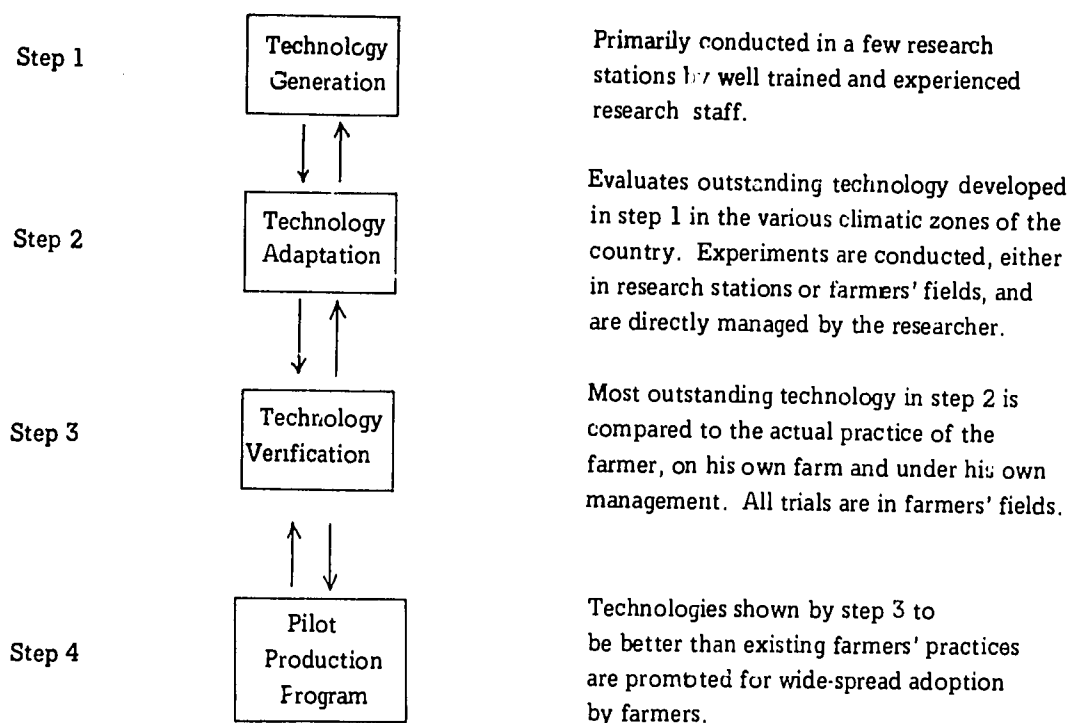 Step 1
Technology
Generation
Primarily conducted in a few research
stations by well trained and experienced
research staff.
Step 2
Technology
Adaptation
Evaluates outstanding technology developed
in step 1 in the various climatic zones of the
country. Experiments are conducted, either
in research stations or farmers' fields, and
are directly managed by the researcher.
Step 3
Technology
Verification
Most outstanding technology in step 2 is
compared to the actual practice of the
farmer, on his own farm and under his own
management. All trials are in farmers' fields.
Step 4
Pilot
Production
Program
Technologies shown by step 3 to
be better than existing farmers' practices
are promoted for wide-spread adoption
by farmers.